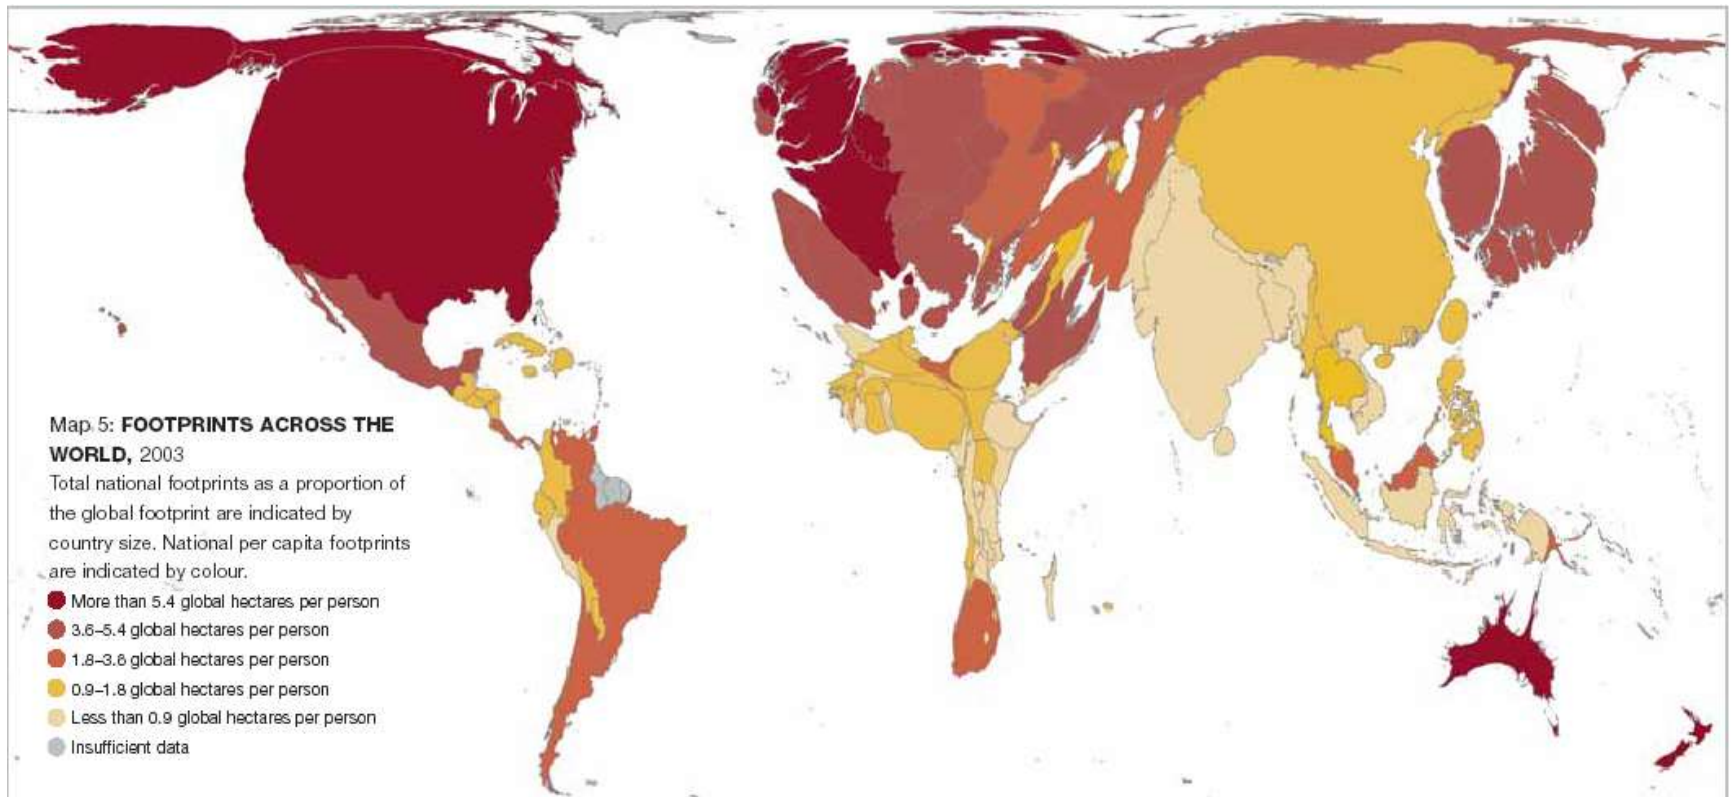 Map 5: FOOTPRINTS ACROSS THE
WORLD, 2003
Total national footprints as a proportion of
the global footprint are indicated by
country size. National per capita footprints
are indicated by colour.
More than 5.4 global hectares per person
3.6–5.4 global hectares per person
1.8–3.6 global hectares per person
0.9–1.8 global hectares per person
Less than 0.9 global hectares per person
Insufficient data